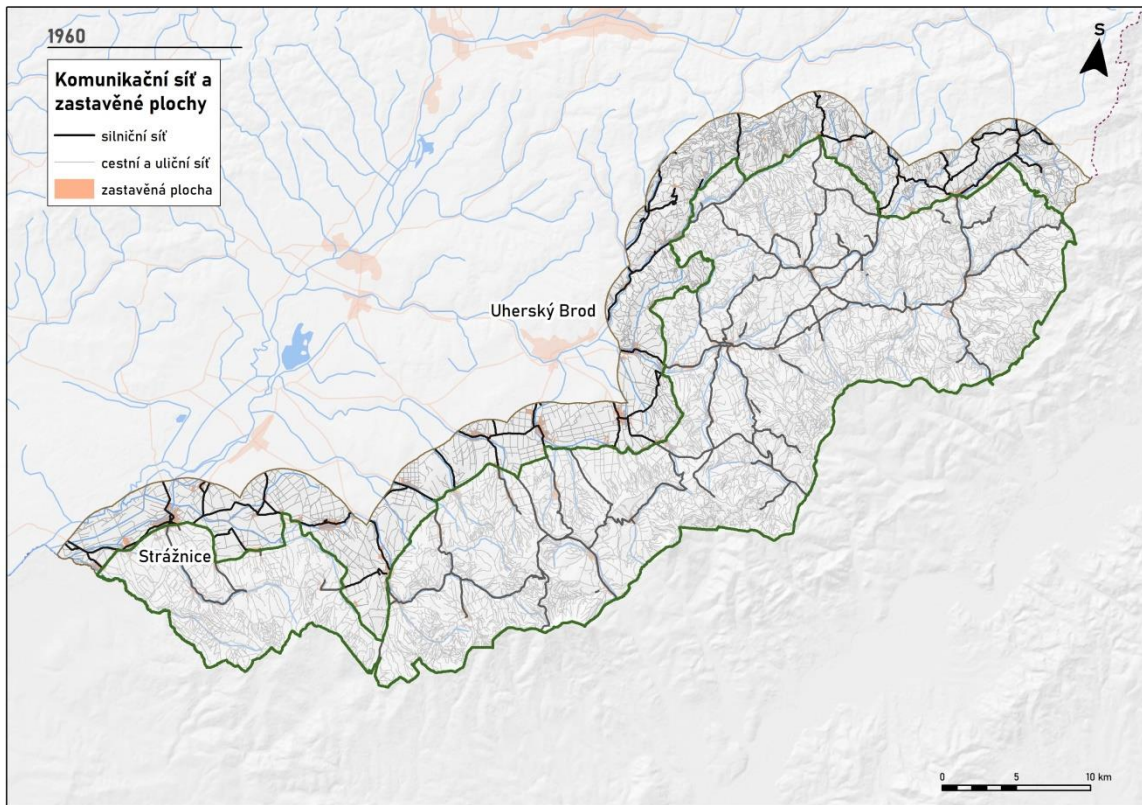 1960
Komunikační síť a
zastavěné plochy
silniční síť
cestní a uliční síť
zastavěná plocha
S
Uherský Brod
Strážnice
0 5 10 km